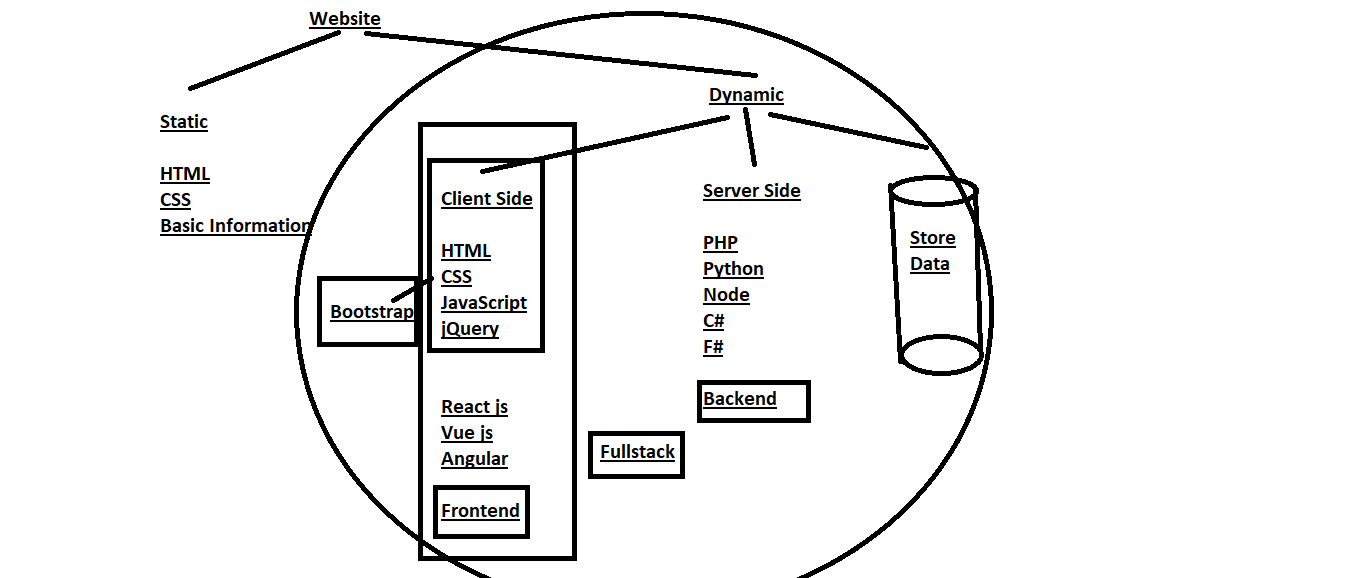 Website
Static
HTML
CSS
Basic Information
Bootstrap
Dynamic
Client Side
HTML
CSS
JavaScript
jQuery
React js
Vue js
Angular
Frontend
Fullstack
Server Side
PHP
Python
Node
C#
F#
Backend
Store
Data